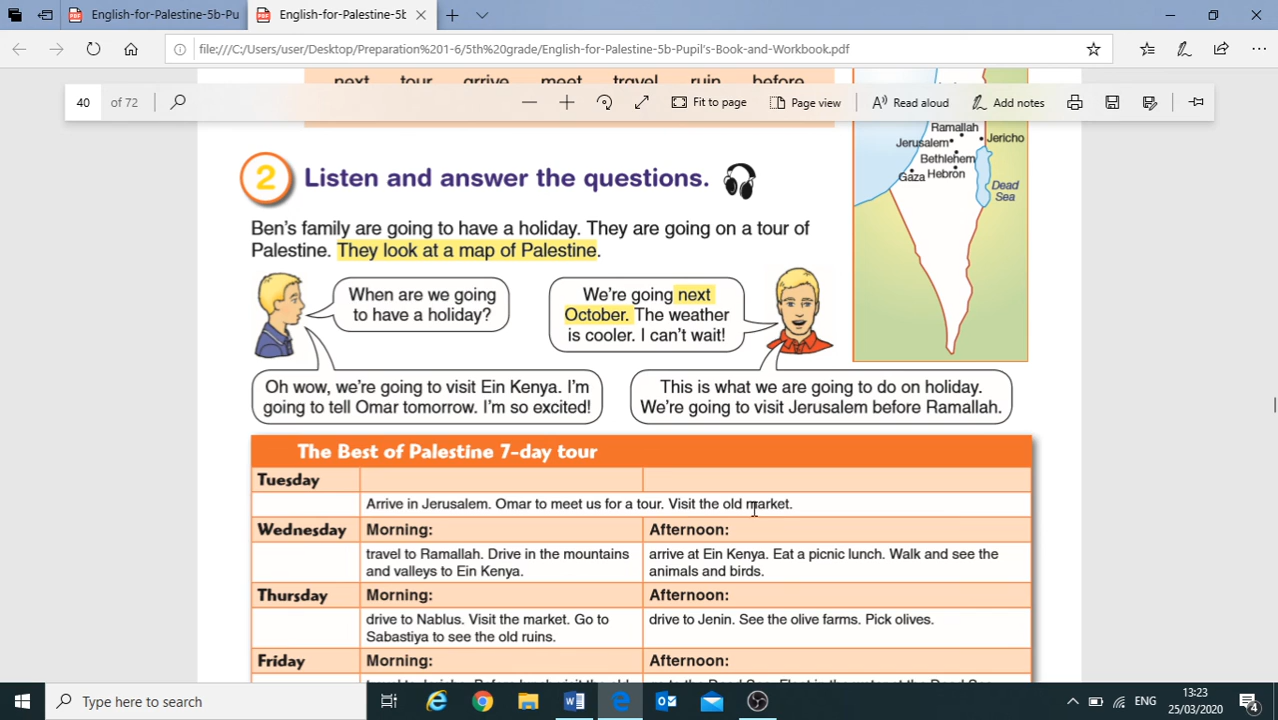 English-for-Palestine-5b-Pu
English-for-Palestine-5b
file:///C:/Users/user/Desktop/Preparation%201-6/5th%20grade/English-for-Palestine-5b-Pupil's-Book-and-Workbook.pdf
next tour arrive meet travel ruin before
40 of 72
Fit to page
Page view
Read aloud
Add notes
Ramallah
Jerusalem
Jericho
Bethlehem
Gaza
Hebron
Dead
Sea
2 Listen and answer the questions.
Ben's family are going to have a holiday. They are going on a tour of
Palestine. They look at a map of Palestine.
When are we going
to have a holiday?
We're going next
October. The weather
is cooler. I can't wait!
Oh wow, we're going to visit Ein Kenya. I'm
going to tell Omar tomorrow. I'm so excited!
This is what we are going to do on holiday.
We're going to visit Jerusalem before Ramallah.
The Best of Palestine 7-day tour
Tuesday
Arrive in Jerusalem. Omar to meet us for a tour. Visit the old market.
Wednesday
Morning:
Afternoon:
travel to Ramallah. Drive in the mountains
and valleys to Ein Kenya.
arrive at Ein Kenya. Eat a picnic lunch. Walk and see the
animals and birds.
Thursday
Morning:
Afternoon:
drive to Nablus. Visit the market. Go to
Sabastiya to see the old ruins.
drive to Jenin. See the olive farms. Pick olives.
Friday
Morning:
Afternoon:
Type here to search
ENG
13:23
25/03/2020
4